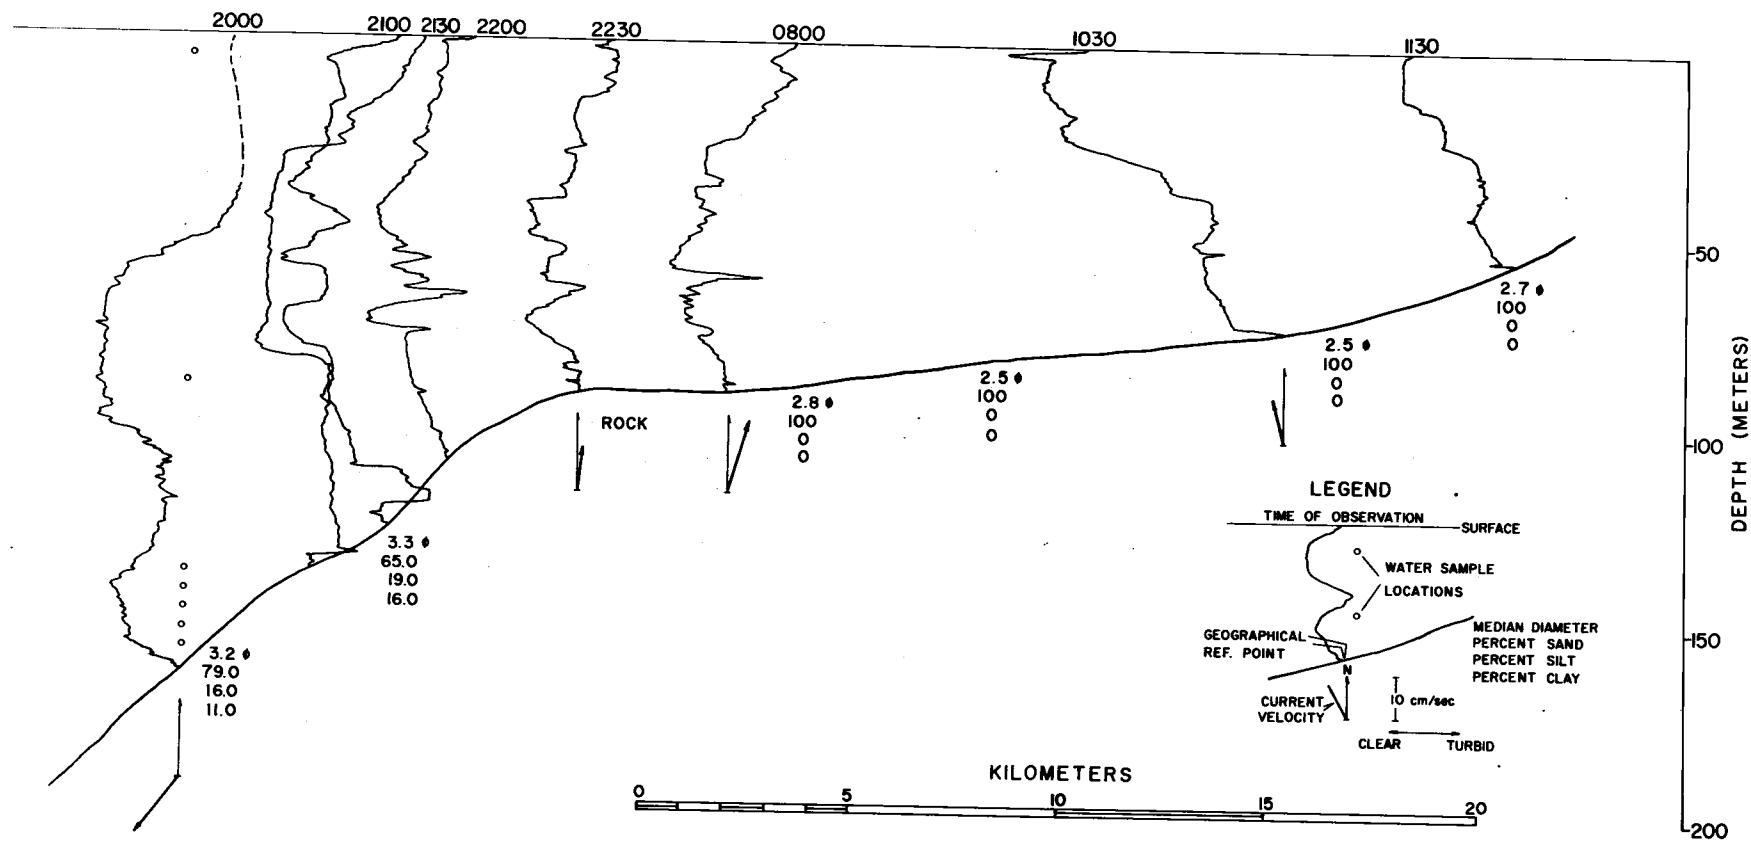 2000
2100 2130 2200
2230
0800
1030
1130
50
100
150
200
DEPTH (METERS)
2.7 ϕ
100
0
0
2.5 ϕ
100
0
0
2.5 ϕ
100
0
0
2.8 ϕ
100
0
0
ROCK
3.3 ϕ
65.0
19.0
16.0
3.2 ϕ
79.0
16.0
11.0
LEGEND
TIME OF OBSERVATION
SURFACE
WATER SAMPLE
LOCATIONS
GEOGRAPHICAL
REF. POINT
MEDIAN DIAMETER
PERCENT SAND
PERCENT SILT
PERCENT CLAY
N
CURRENT
VELOCITY
10 cm/sec
CLEAR TURBID
KILOMETERS
0 5 10 15 20